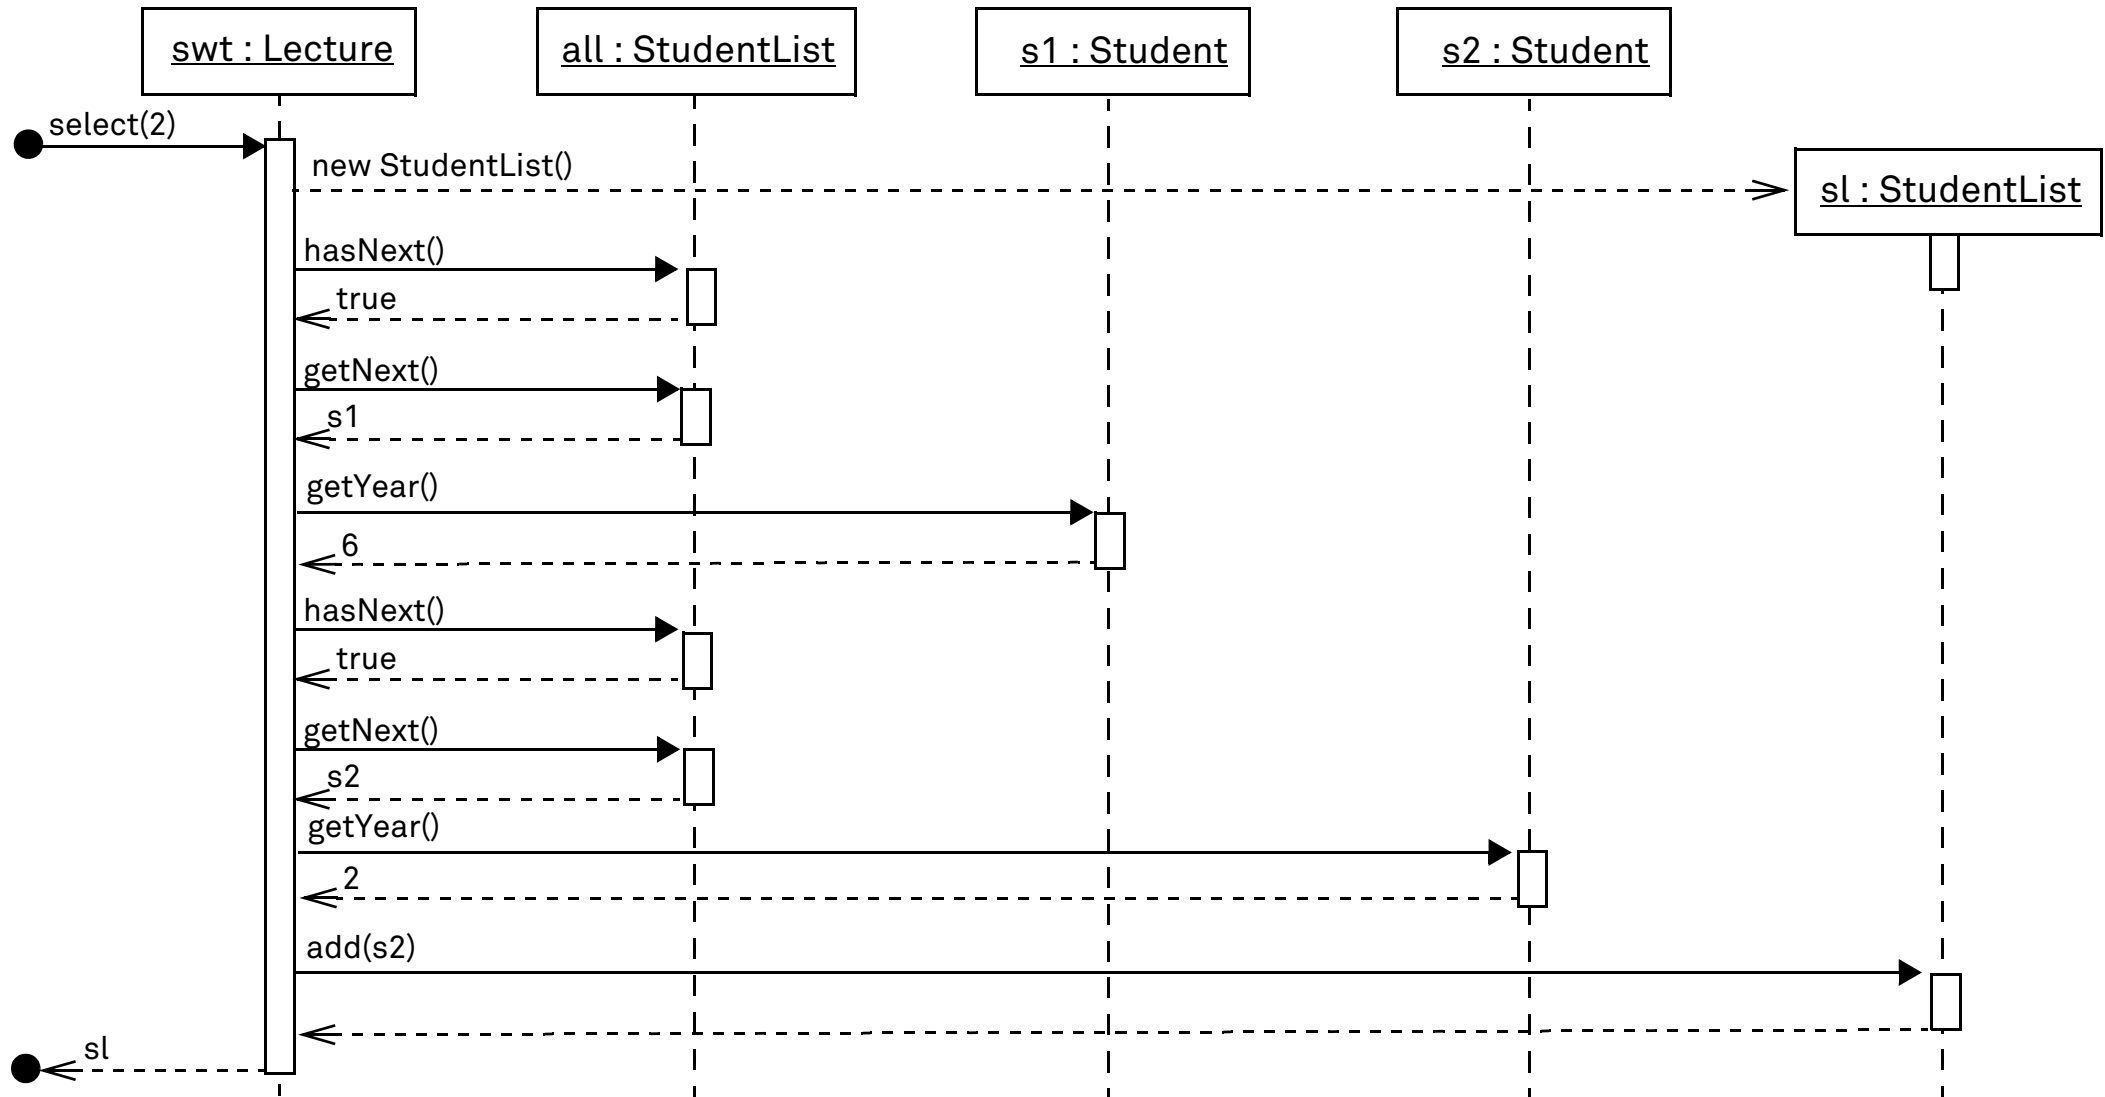 swt : Lecture
all : StudentList
s1 : Student
s2 : Student
select(2)
new StudentList()
sl : StudentList
hasNext()
true
getNext()
s1
getYear()
6
hasNext()
true
getNext()
s2
getYear()
2
add(s2)
sl